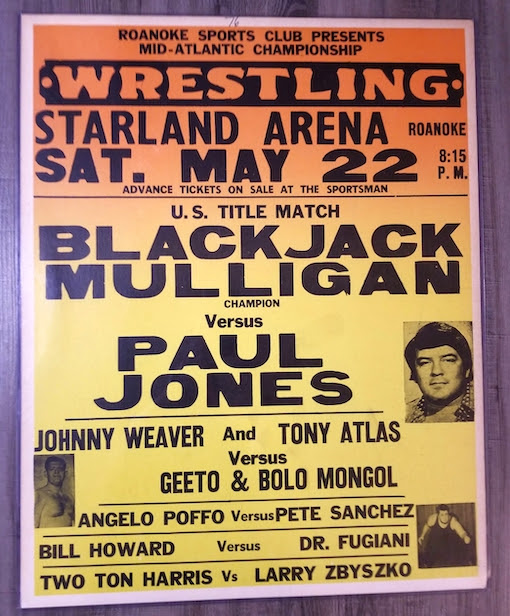 76
ROANOKE SPORTS CLUB PRESENTS
MID-ATLANTIC CHAMPIONSHIP
WRESTLING
STARLAND ARENA ROANOKE
SAT. MAY 22 8:15 P. M.
ADVANCE TICKETS ON SALE AT THE SPORTSMAN
U.S. TITLE MATCH
BLACKJACK
MULLIGAN
CHAMPION
Versus
PAUL
JONES
JOHNNY WEAVER And TONY ATLAS
Versus
GEETO & BOLO MONGOL
ANGELO POFFO Versus PETE SANCHEZ
BILL HOWARD Versus DR. FUGIANI
TWO TON HARRIS Vs LARRY ZBYSZKO